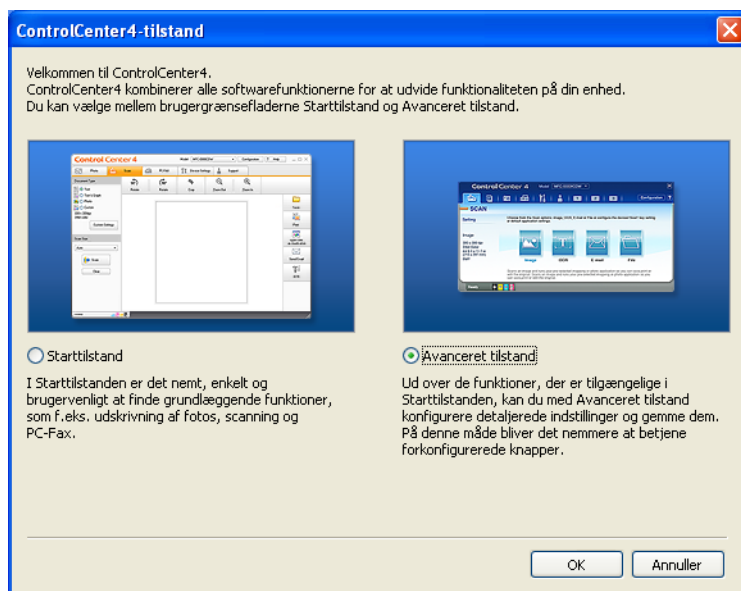 ControlCenter4-tilstand
Velkommen til ControlCenter4.
ControlCenter4 kombinerer alle softwarefunktionerne for at udvide funktionaliteten på din enhed.
Du kan vælge mellem brugergrænsefladerne Starttilstand og Avanceret tilstand.
Control Center 4
Control Center 4
SCAN
Image
OCR
E-mail
File
Starttilstand
I Starttilstanden er det nemt, enkelt og
brugervenligt at finde grundlæggende funktioner,
som f.eks. udskrivning af fotos, scanning og
PC-Fax.
Avanceret tilstand
Ud over de funktioner, der er tilgængelige i
Starttilstanden, kan du med Avanceret tilstand
konfigurere detaljerede indstillinger og gemme dem.
På denne måde bliver det nemmere at betjene
forkonfigurerede knapper.
OK
Annuller